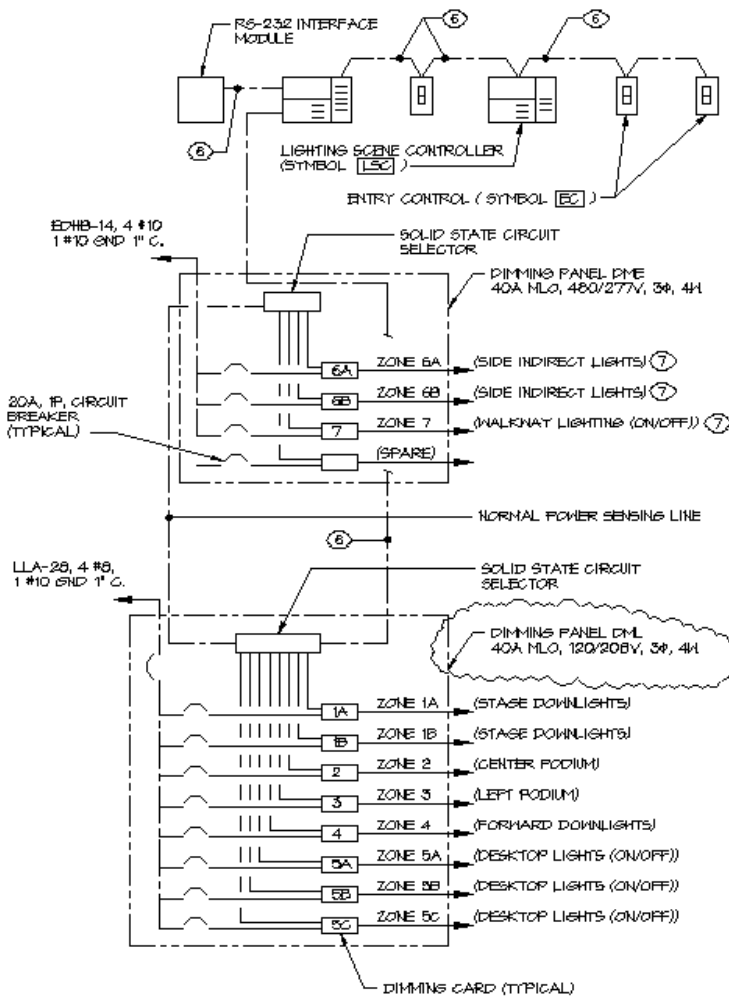 RS-232 INTERFACE
MODULE
6
6
6
LIGHTING SCENE CONTROLLER
(SYMBOL LSC )
ENTRY CONTROL ( SYMBOL EC )
EDHB-14, 4 #10
1 #10 GND 1" C.
SOLID STATE CIRCUIT
SELECTOR
DIMMING PANEL DME
40A MLO, 480/277V, 3Φ, 4W
6A ZONE 6A (SIDE INDIRECT LIGHTS) 7
6B ZONE 6B (SIDE INDIRECT LIGHTS) 7
20A, 1P, CIRCUIT
BREAKER
(TYPICAL)
7 ZONE 7 (WALKWAY LIGHTING (ON/OFF)) 7
(SPARE)
NORMAL POWER SENSING LINE
6
LLA-28, 4 #8,
1 #10 GND 1" C.
SOLID STATE CIRCUIT
SELECTOR
DIMMING PANEL DML
40A MLO, 120/208V, 3Φ, 4W
1A ZONE 1A (STAGE DOWNLIGHTS)
1B ZONE 1B (STAGE DOWNLIGHTS)
2 ZONE 2 (CENTER PODIUM)
3 ZONE 3 (LEFT PODIUM)
4 ZONE 4 (FORWARD DOWNLIGHTS)
5A ZONE 5A (DESKTOP LIGHTS (ON/OFF))
5B ZONE 5B (DESKTOP LIGHTS (ON/OFF))
5C ZONE 5C (DESKTOP LIGHTS (ON/OFF))
DIMMING CARD (TYPICAL)